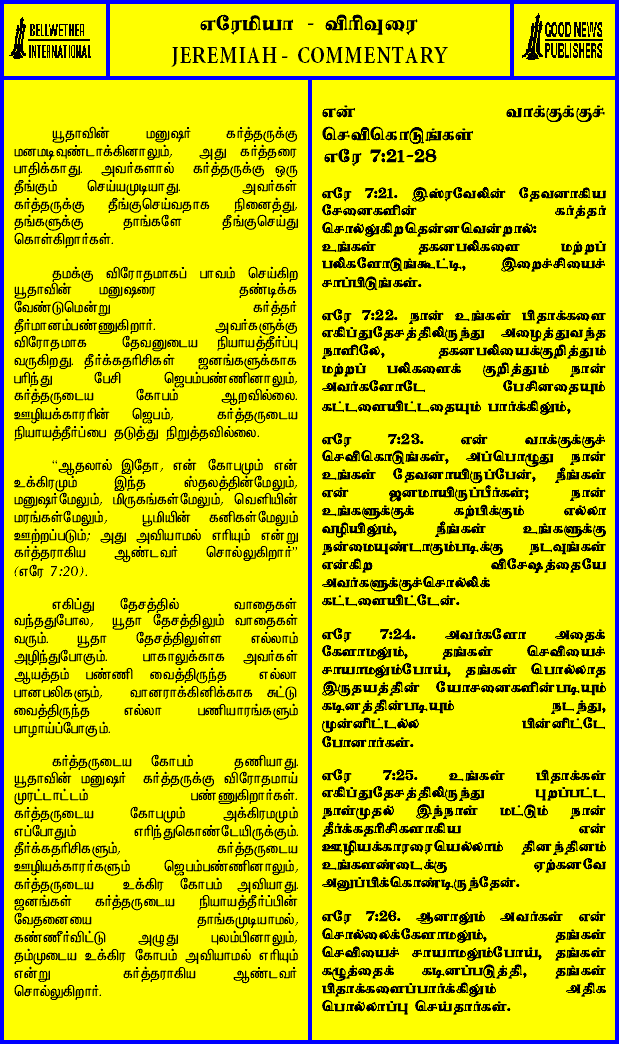 BELLWETHER
INTERNATIONAL
எரேமியா - விரிவுரை
JEREMIAH - COMMENTARY
GOOD NEWS
PUBLISHERS
யூதாவின் மனுஷர் கர்த்தருக்கு
மனமடிவுண்டாக்கினாலும், அது கர்த்தரை
பாதிக்காது. அவர்களால் கர்த்தருக்கு ஒரு
தீங்கும் செய்யமுடியாது. அவர்கள்
கர்த்தருக்கு தீங்குசெய்வதாக நினைத்து,
தங்களுக்கு தாங்களே தீங்குசெய்து
கொள்கிறார்கள்.
தமக்கு விரோதமாகப் பாவம் செய்கிற
யூதாவின் மனுஷரை தண்டிக்க
வேண்டுமென்று கர்த்தர்
தீர்மானம்பண்ணுகிறார். அவர்களுக்கு
விரோதமாக தேவனுடைய நியாயத்தீர்ப்பு
வருகிறது. தீர்க்கதரிசிகள் ஜனங்களுக்காக
பரிந்து பேசி ஜெபம்பண்ணினாலும்,
கர்த்தருடைய கோபம் ஆறவில்லை.
ஊழியக்காரரின் ஜெபம், கர்த்தருடைய
நியாயத்தீர்ப்பை தடுத்து நிறுத்தவில்லை.
“ஆதலால் இதோ, என் கோபமும் என்
உக்கிரமும் இந்த ஸ்தலத்தின்மேலும்,
மனுஷர்மேலும், மிருகங்கள்மேலும், வெளியின்
மரங்கள்மேலும், பூமியின் கனிகள்மேலும்
ஊற்றப்படும்; அது அவியாமல் எரியும் என்று
கர்த்தராகிய ஆண்டவர் சொல்லுகிறார்”
(எரே 7:20).
எகிப்து தேசத்தில் வாதைகள்
வந்ததுபோல, யூதா தேசத்திலும் வாதைகள்
வரும். யூதா தேசத்திலுள்ள எல்லாம்
அழிந்துபோகும். பாகாலுக்காக அவர்கள்
ஆயத்தம் பண்ணி வைத்திருந்த எல்லா
பானபலிகளும், வானராக்கினிக்காக சுட்டு
வைத்திருந்த எல்லா பணியாரங்களும்
பாழாய்ப்போகும்.
கர்த்தருடைய கோபம் தணியாது.
யூதாவின் மனுஷர் கர்த்தருக்கு விரோதமாய்
முரட்டாட்டம் பண்ணுகிறார்கள்.
கர்த்தருடைய கோபமும் அக்கிரமமும்
எப்போதும் எரிந்துகொண்டேயிருக்கும்.
தீர்க்கதரிசிகளும், கர்த்தருடைய
ஊழியக்காரர்களும் ஜெபம்பண்ணினாலும்,
கர்த்தருடைய உக்கிர கோபம் அவியாது.
ஜனங்கள் கர்த்தருடைய நியாயத்தீர்ப்பின்
வேதனையை தாங்கமுடியாமல்,
கண்ணீர்விட்டு அழுது புலம்பினாலும்,
தம்முடைய உக்கிர கோபம் அவியாமல் எரியும்
என்று கர்த்தராகிய ஆண்டவர்
சொல்லுகிறார்.
என் வாக்குக்குச்
செவிகொடுங்கள்
எரே 7:21-28
எரே 7:21. இஸ்ரவேலின் தேவனாகிய
சேனைகளின் கர்த்தர்
சொல்லுகிறதென்னவென்றால்:
உங்கள் தகனபலிகளை மற்றப்
பலிகளோடுங்கூட்டி, இறைச்சியைச்
சாப்பிடுங்கள்.
எரே 7:22. நான் உங்கள் பிதாக்களை
எகிப்துதேசத்திலிருந்து அழைத்துவந்த
நாளிலே, தகனபலியைக்குறித்தும்
மற்றப் பலிகளைக் குறித்தும் நான்
அவர்களோடே பேசினதையும்
கட்டளையிட்டதையும் பார்க்கிலும்,
எரே 7:23. என் வாக்குக்குச்
செவிகொடுங்கள், அப்பொழுது நான்
உங்கள் தேவனாயிருப்பேன், நீங்கள்
என் ஜனமாயிருப்பீர்கள்; நான்
உங்களுக்குக் கற்பிக்கும் எல்லா
வழியிலும், நீங்கள் உங்களுக்கு
நன்மையுண்டாகும்படிக்கு நடவுங்கள்
என்கிற விசேஷத்தையே
அவர்களுக்குச்சொல்லிக்
கட்டளையிட்டேன்.
எரே 7:24. அவர்களோ அதைக்
கேளாமலும், தங்கள் செவியைச்
சாயாமலும்போய், தங்கள் பொல்லாத
இருதயத்தின் யோசனைகளின்படியும்
கடினத்தின்படியும் நடந்து,
முன்னிட்டல்ல பின்னிட்டே
போனார்கள்.
எரே 7:25. உங்கள் பிதாக்கள்
எகிப்துதேசத்திலிருந்து புறப்பட்ட
நாள்முதல் இந்நாள் மட்டும் நான்
தீர்க்கதரிசிகளாகிய என்
ஊழியக்காரரையெல்லாம் தினந்தினம்
உங்களண்டைக்கு ஏற்கனவே
அனுப்பிக்கொண்டிருந்தேன்.
எரே 7:26. ஆனாலும் அவர்கள் என்
சொல்லைக்கேளாமலும், தங்கள்
செவியைச் சாயாமலும்போய், தங்கள்
கழுத்தைக் கடினப்படுத்தி, தங்கள்
பிதாக்களைப்பார்க்கிலும் அதிக
பொல்லாப்பு செய்தார்கள்.